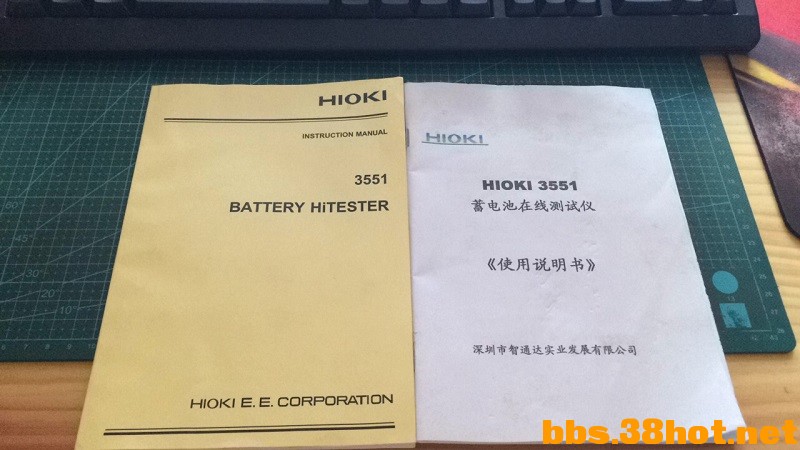 HIOKI
INSTRUCTION MANUAL
3551
BATTERY HiTESTER
HIOKI E. E. CORPORATION
HIOKI
HIOKI 3551
蓄电池在线测试仪
《使用说明书》
深圳市智通达实业发展有限公司
bbs.38hot.net